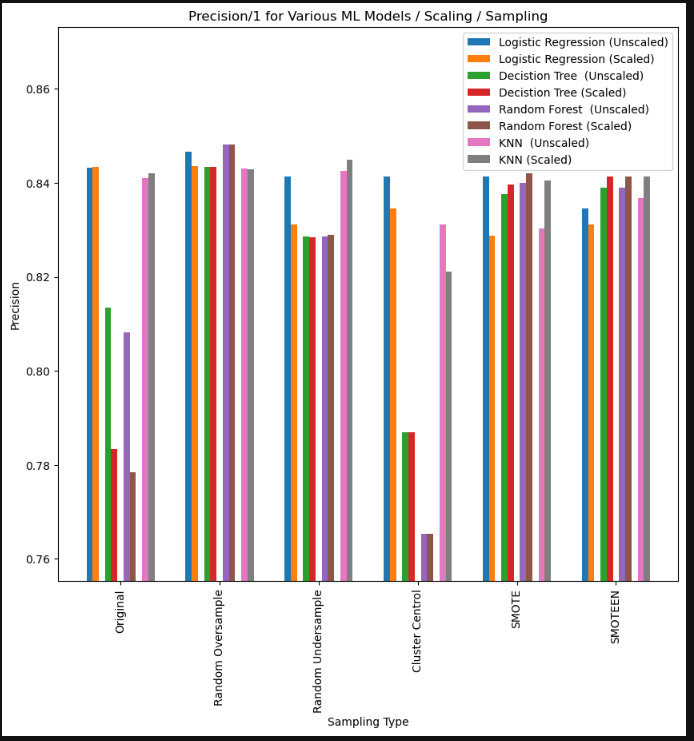 Precision/1 for Various ML Models / Scaling / Sampling
Logistic Regression (Unscaled)
Logistic Regression (Scaled)
Decistion Tree  (Unscaled)
Decistion Tree (Scaled)
Random Forest  (Unscaled)
Random Forest (Scaled)
KNN  (Unscaled)
KNN (Scaled)
0.86
0.84
0.82
0.80
0.78
0.76
Precision
Original
Random Oversample
Random Undersample
Cluster Control
SMOTE
SMOTEEN
Sampling Type